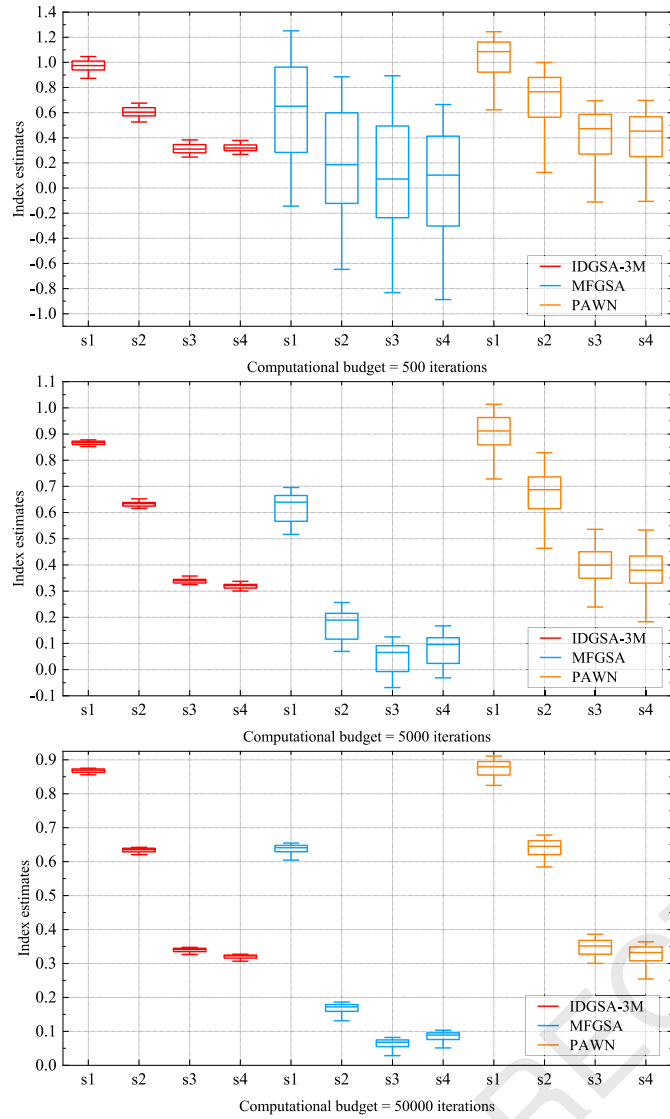 1.4
1.2
1.0
0.8
0.6
0.4
0.2
0.0
-0.2
-0.4
-0.6
-0.8
-1.0
Index estimates
IDGSA-3M
MFGSA
PAWN
s1 s2 s3 s4 s1 s2 s3 s4 s1 s2 s3 s4
Computational budget = 500 iterations
1.1
1.0
0.9
0.8
0.7
0.6
0.5
0.4
0.3
0.2
0.1
0.0
-0.1
Index estimates
IDGSA-3M
MFGSA
PAWN
s1 s2 s3 s4 s1 s2 s3 s4 s1 s2 s3 s4
Computational budget = 5000 iterations
0.9
0.8
0.7
0.6
0.5
0.4
0.3
0.2
0.1
0.0
Index estimates
IDGSA-3M
MFGSA
PAWN
s1 s2 s3 s4 s1 s2 s3 s4 s1 s2 s3 s4
Computational budget = 50000 iterations